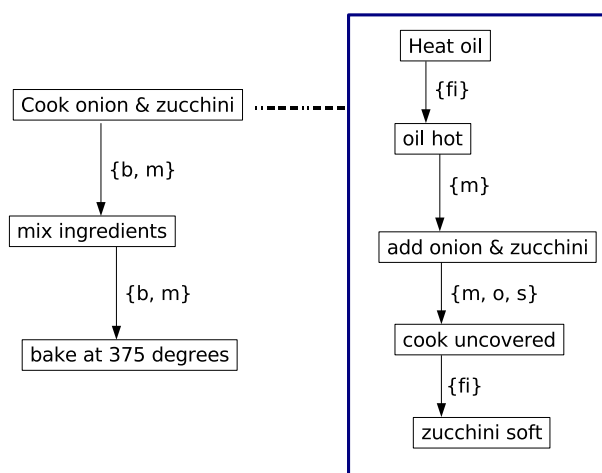 Cook onion & zucchini
{b, m}
mix ingredients
{b, m}
bake at 375 degrees
Heat oil
{fi}
oil hot
{m}
add onion & zucchini
{m, o, s}
cook uncovered
{fi}
zucchini soft